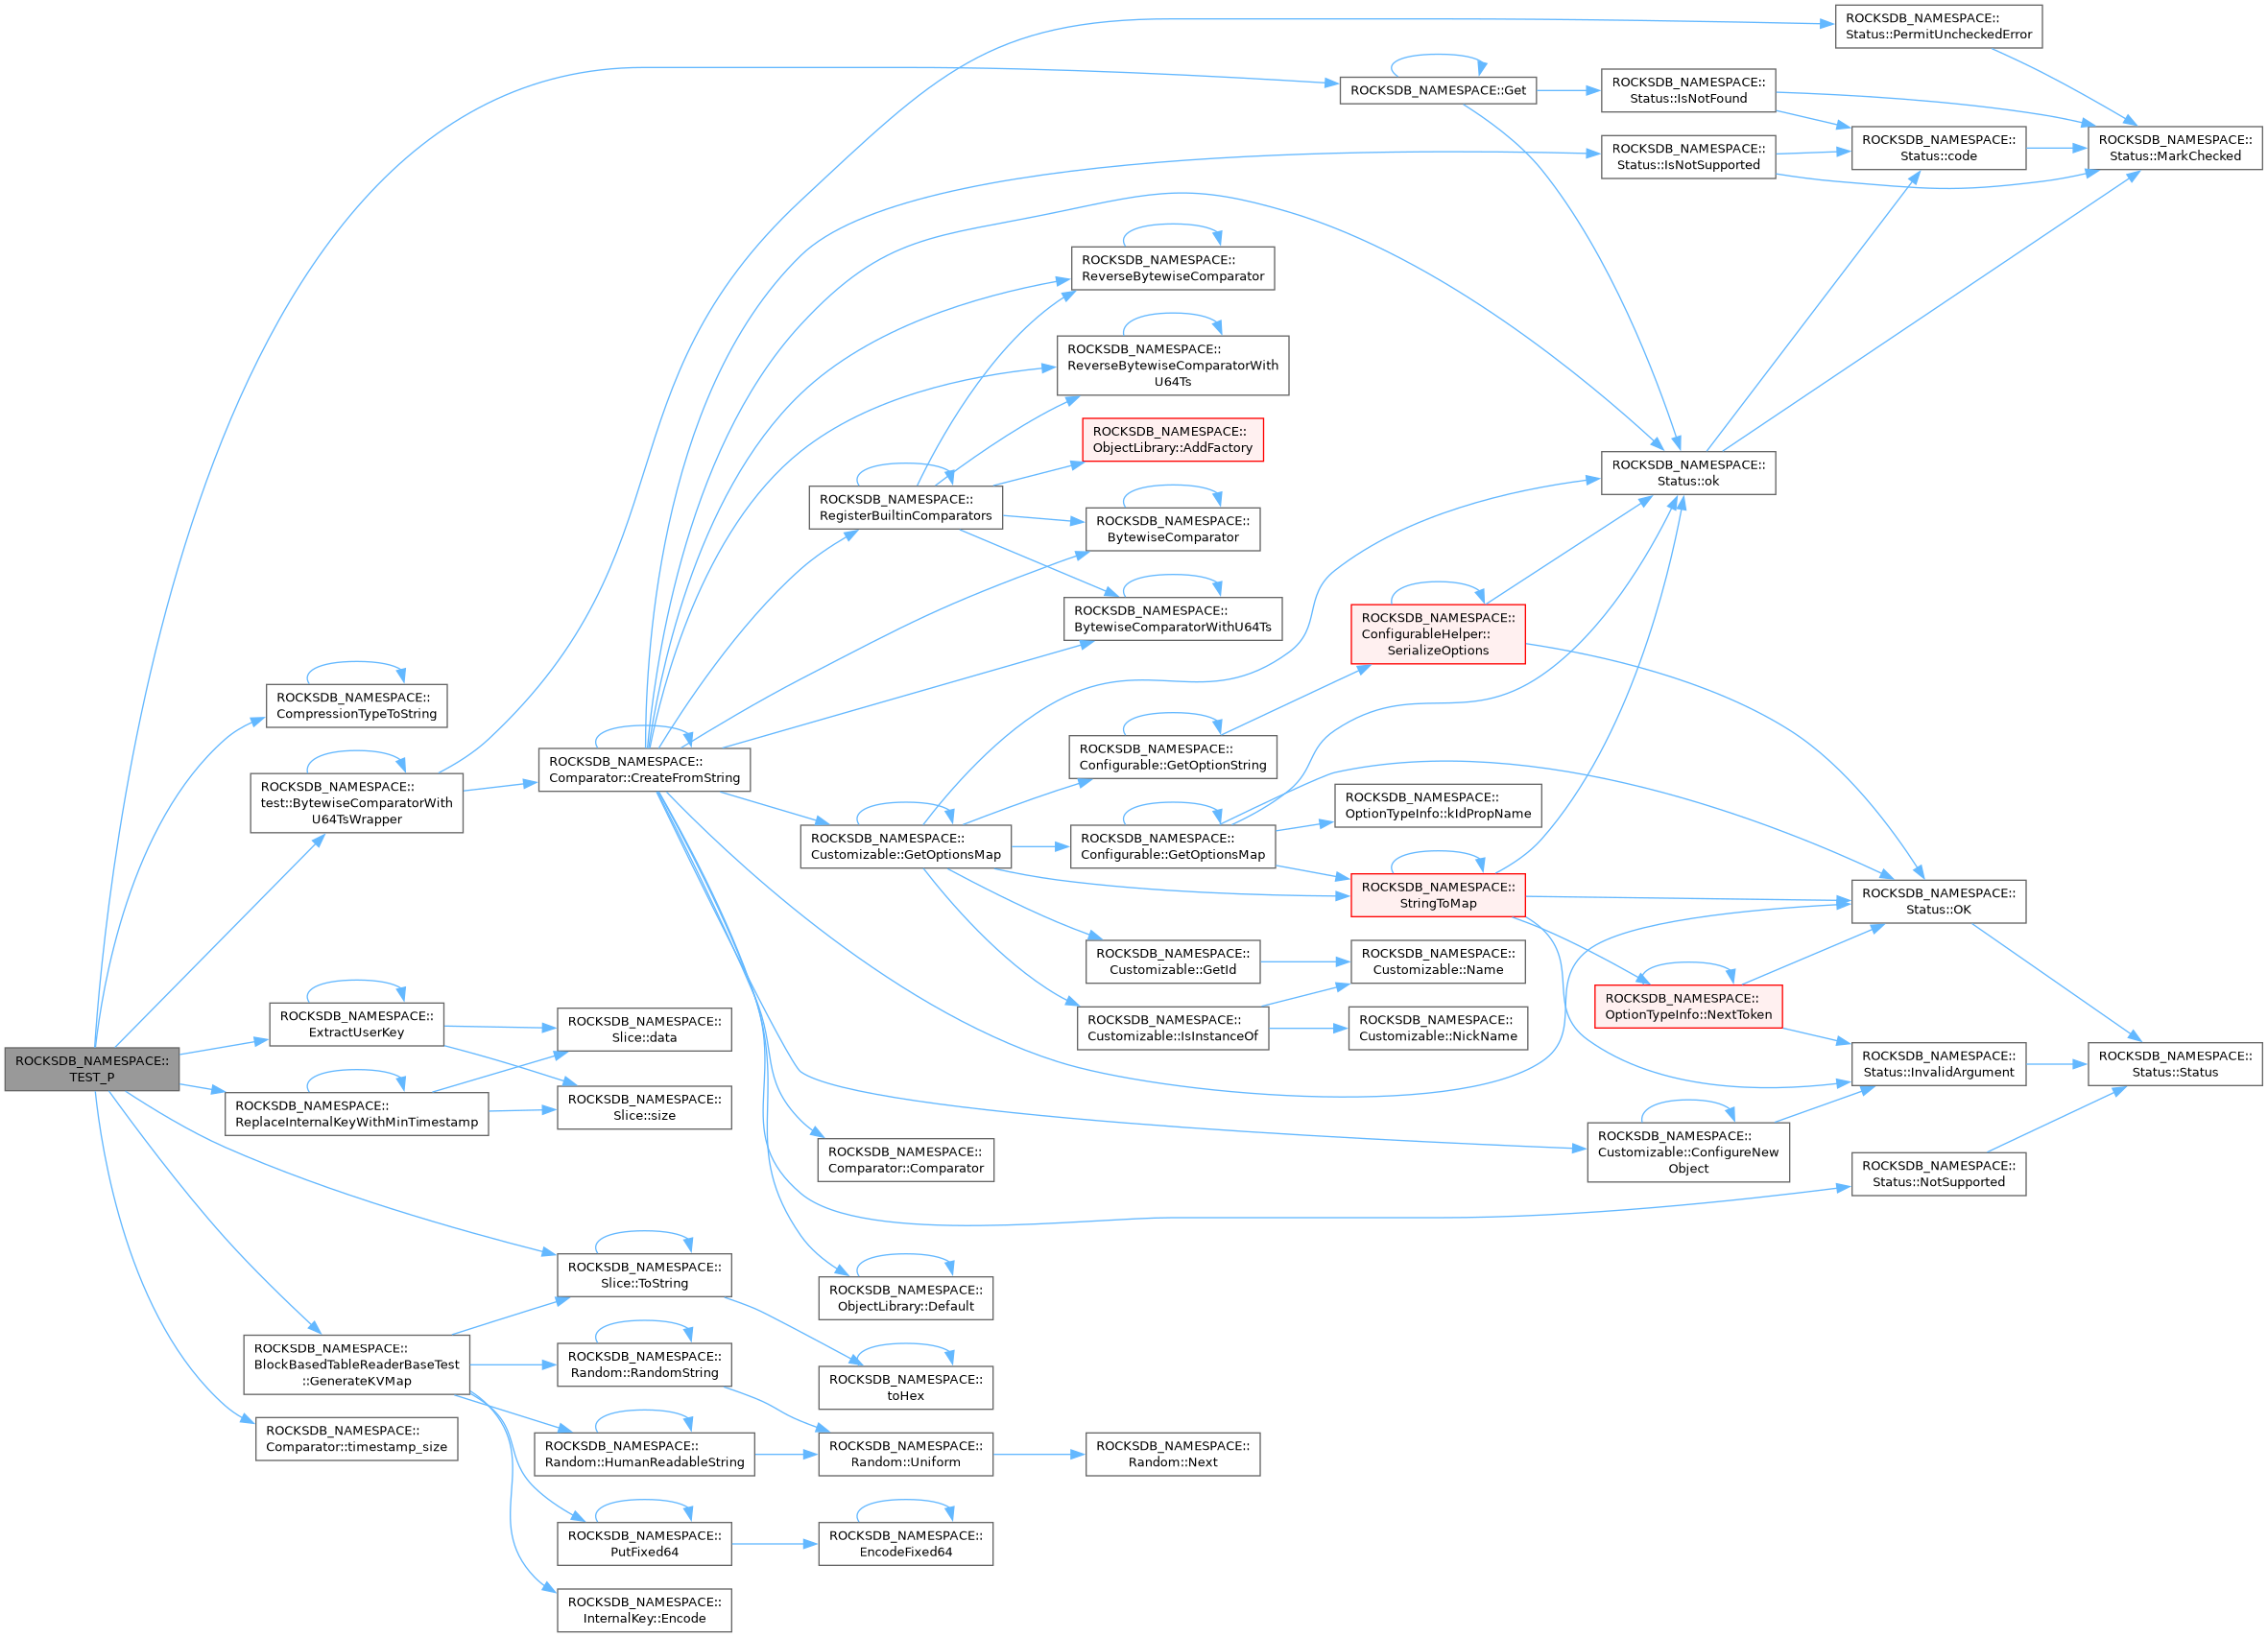 ROCKSDB_NAMESPACE::
TEST_P
ROCKSDB_NAMESPACE::
CompressionTypeToString
ROCKSDB_NAMESPACE::
test::BytewiseComparatorWith
U64TsWrapper
ROCKSDB_NAMESPACE::
ExtractUserKey
ROCKSDB_NAMESPACE::
ReplaceInternalKeyWithMinTimestamp
ROCKSDB_NAMESPACE::
BlockBasedTableReaderBaseTest
::GenerateKVMap
ROCKSDB_NAMESPACE::
Comparator::timestamp_size
ROCKSDB_NAMESPACE::
Comparator::CreateFromString
ROCKSDB_NAMESPACE::
Slice::data
ROCKSDB_NAMESPACE::
Slice::size
ROCKSDB_NAMESPACE::
Slice::ToString
ROCKSDB_NAMESPACE::
Random::RandomString
ROCKSDB_NAMESPACE::
Random::HumanReadableString
ROCKSDB_NAMESPACE::
PutFixed64
ROCKSDB_NAMESPACE::
InternalKey::Encode
ROCKSDB_NAMESPACE::
RegisterBuiltinComparators
ROCKSDB_NAMESPACE::
Customizable::GetOptionsMap
ROCKSDB_NAMESPACE::
Comparator::Comparator
ROCKSDB_NAMESPACE::
ObjectLibrary::Default
ROCKSDB_NAMESPACE::
toHex
ROCKSDB_NAMESPACE::
Random::Uniform
ROCKSDB_NAMESPACE::
EncodeFixed64
ROCKSDB_NAMESPACE::
ReverseBytewiseComparator
ROCKSDB_NAMESPACE::
ReverseBytewiseComparatorWith
U64Ts
ROCKSDB_NAMESPACE::
ObjectLibrary::AddFactory
ROCKSDB_NAMESPACE::
BytewiseComparator
ROCKSDB_NAMESPACE::
BytewiseComparatorWithU64Ts
ROCKSDB_NAMESPACE::
Configurable::GetOptionString
ROCKSDB_NAMESPACE::
Configurable::GetOptionsMap
ROCKSDB_NAMESPACE::
Customizable::GetId
ROCKSDB_NAMESPACE::
Customizable::IsInstanceOf
ROCKSDB_NAMESPACE::
Random::Next
ROCKSDB_NAMESPACE::Get
ROCKSDB_NAMESPACE::
ConfigurableHelper::
SerializeOptions
ROCKSDB_NAMESPACE::
OptionTypeInfo::kIdPropName
ROCKSDB_NAMESPACE::
StringToMap
ROCKSDB_NAMESPACE::
Customizable::Name
ROCKSDB_NAMESPACE::
Customizable::NickName
ROCKSDB_NAMESPACE::
Status::IsNotFound
ROCKSDB_NAMESPACE::
Status::IsNotSupported
ROCKSDB_NAMESPACE::
Status::ok
ROCKSDB_NAMESPACE::
OptionTypeInfo::NextToken
ROCKSDB_NAMESPACE::
Customizable::ConfigureNew
Object
ROCKSDB_NAMESPACE::
Status::PermitUncheckedError
ROCKSDB_NAMESPACE::
Status::code
ROCKSDB_NAMESPACE::
Status::OK
ROCKSDB_NAMESPACE::
Status::InvalidArgument
ROCKSDB_NAMESPACE::
Status::NotSupported
ROCKSDB_NAMESPACE::
Status::MarkChecked
ROCKSDB_NAMESPACE::
Status::Status